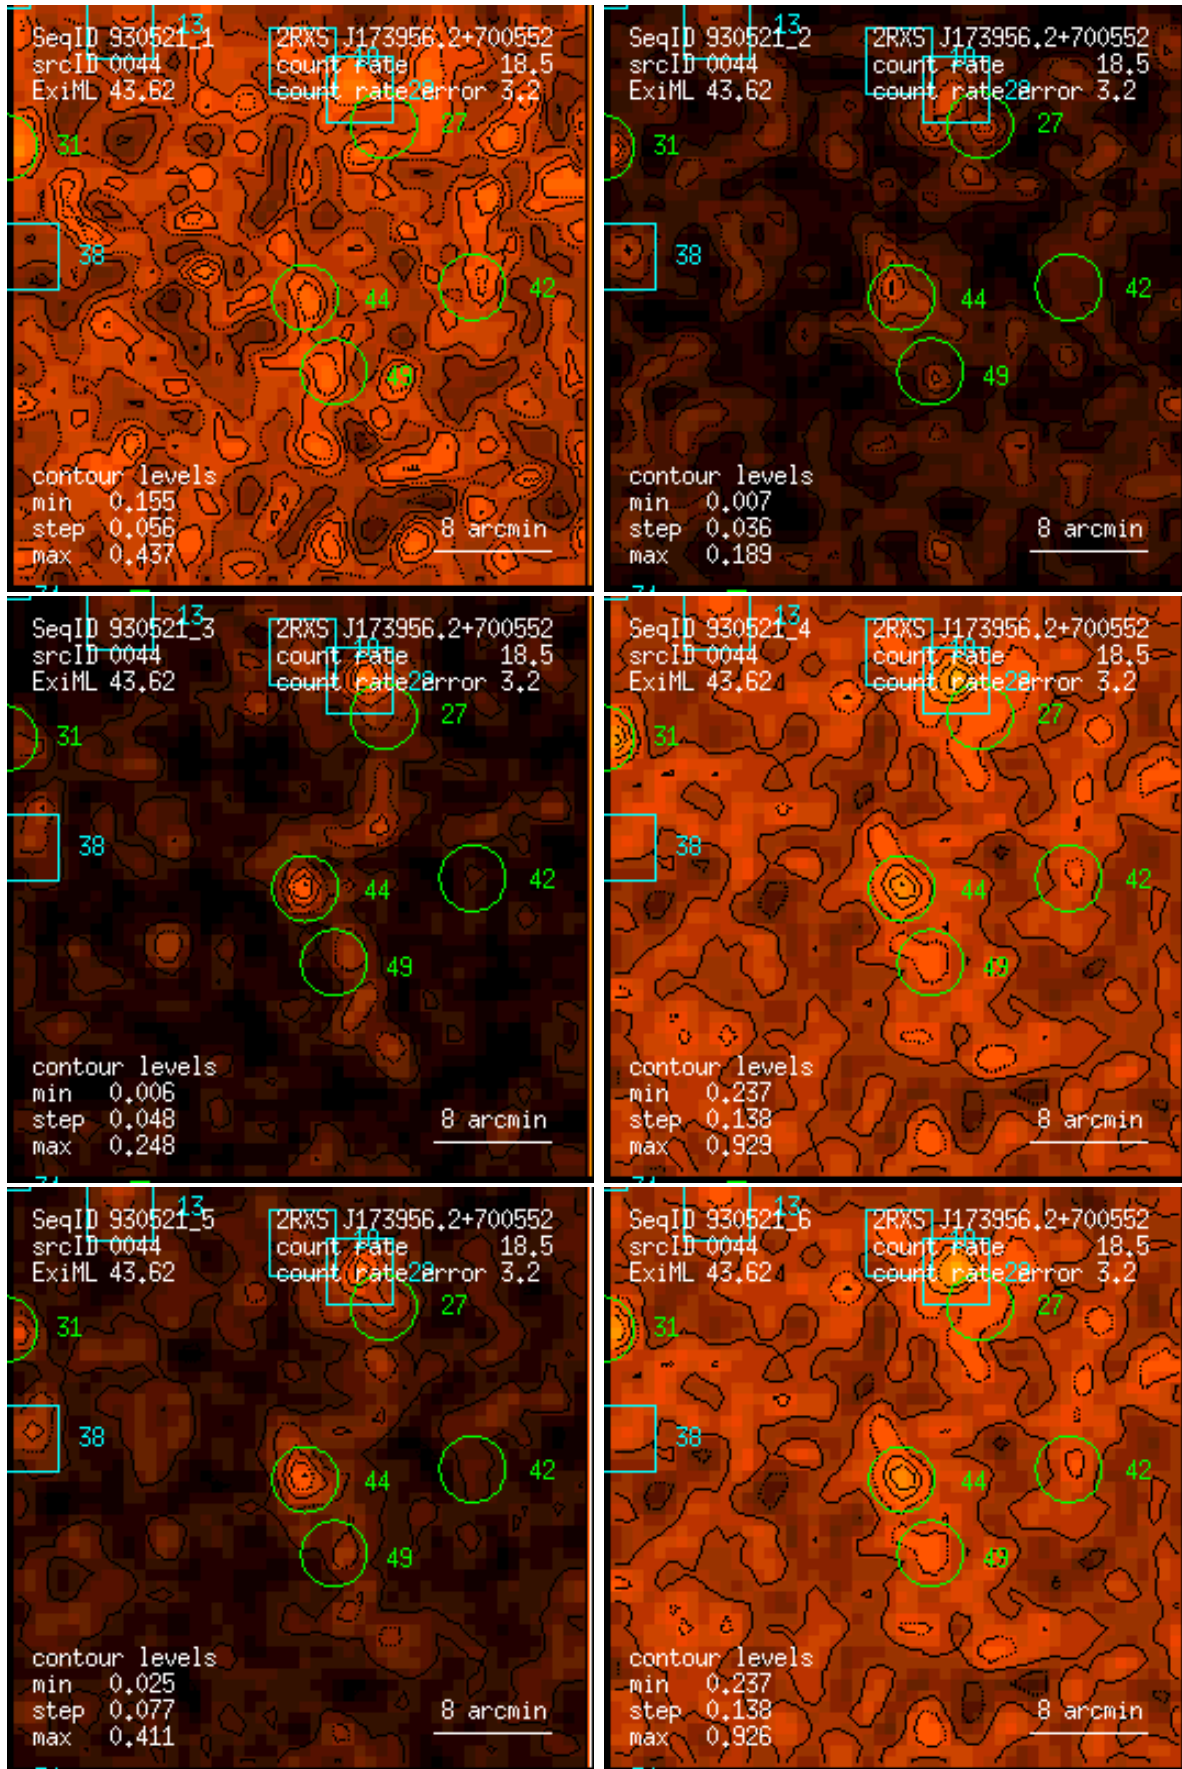 13
SeqID 930521_1 2RXS J173956.2+700552
srcID 0044 count rate 18.5
19
ExiML 43.62 count rate error 3.2
28
27
31
38
44
42
49
contour levels
min 0.155
step 0.056
max 0.437
8 arcmin
13
SeqID 930521_2 2RXS J173956.2+700552
srcID 0044 count rate 18.5
19
ExiML 43.62 count rate error 3.2
28
27
31
38
44
42
49
contour levels
min 0.007
step 0.036
max 0.189
8 arcmin
13
SeqID 930521_3 2RXS J173956.2+700552
srcID 0044 count rate 18.5
19
ExiML 43.62 count rate error 3.2
28
27
31
38
44
42
49
contour levels
min 0.006
step 0.048
max 0.248
8 arcmin
13
SeqID 930521_4 2RXS J173956.2+700552
srcID 0044 count rate 18.5
19
ExiML 43.62 count rate error 3.2
28
27
31
38
44
42
49
contour levels
min 0.237
step 0.138
max 0.929
8 arcmin
13
SeqID 930521_5 2RXS J173956.2+700552
srcID 0044 count rate 18.5
19
ExiML 43.62 count rate error 3.2
28
27
31
38
44
42
49
contour levels
min 0.025
step 0.077
max 0.411
8 arcmin
13
SeqID 930521_6 2RXS J173956.2+700552
srcID 0044 count rate 18.5
19
ExiML 43.62 count rate error 3.2
28
27
31
38
44
42
49
contour levels
min 0.237
step 0.138
max 0.926
8 arcmin